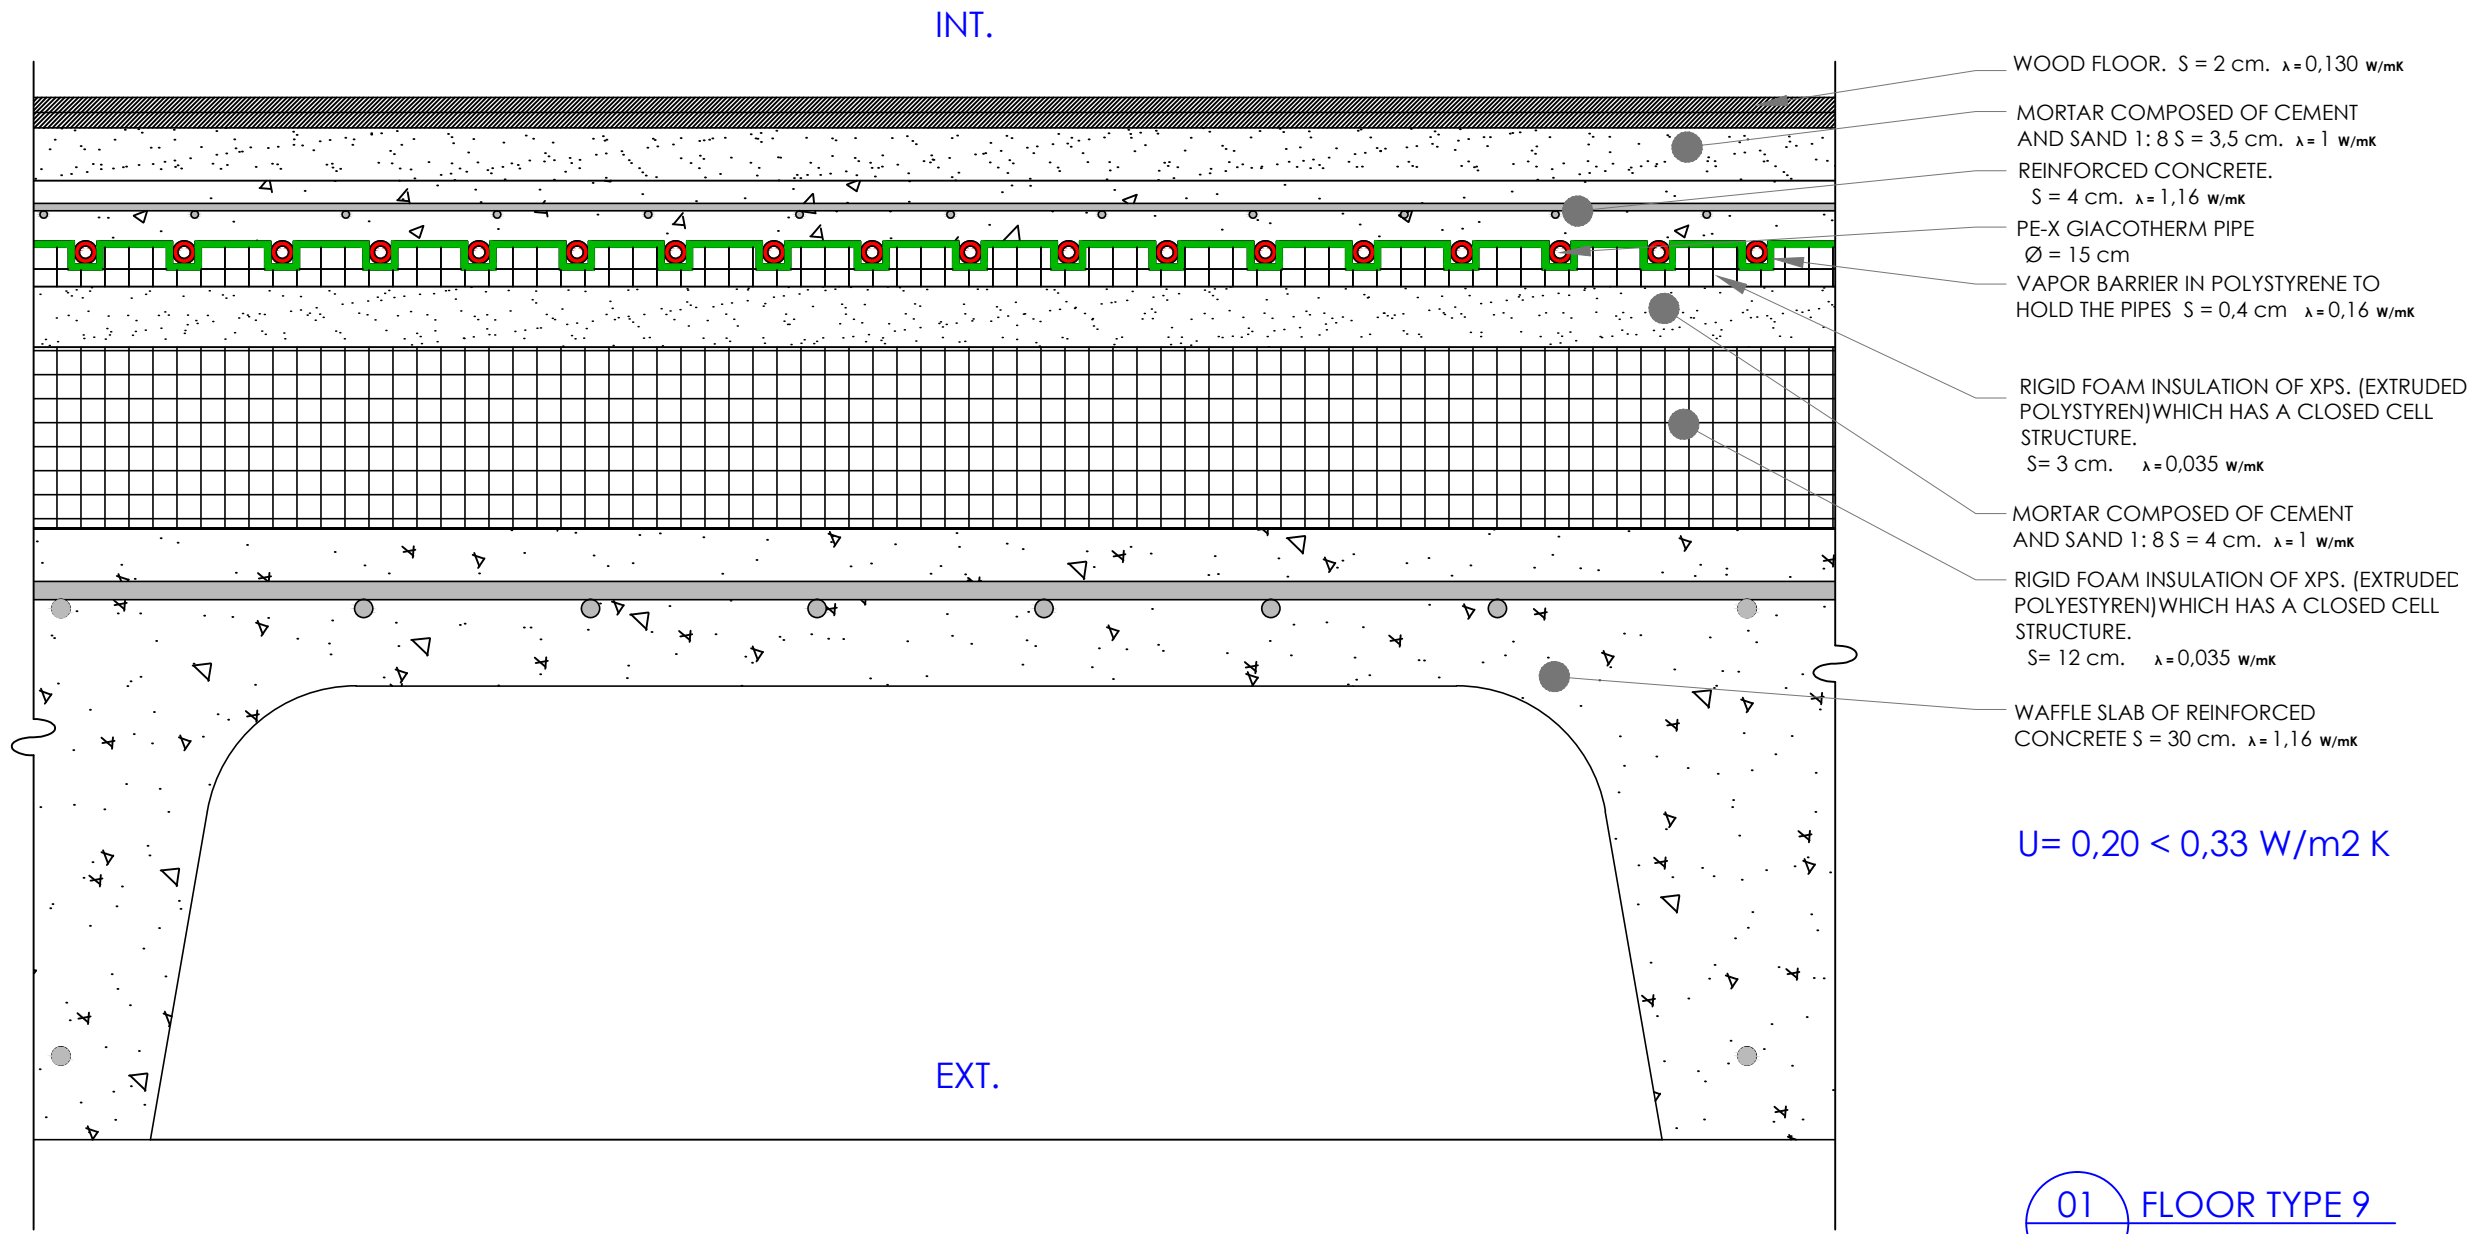 INT.
WOOD FLOOR. S = 2 cm. λ = 0,130 W/mK
MORTAR COMPOSED OF CEMENT
AND SAND 1: 8 S = 3,5 cm. λ = 1 W/mK
REINFORCED CONCRETE.
S = 4 cm. λ = 1,16 W/mK
PE-X GIACOTHERM PIPE
Ø = 15 cm
VAPOR BARRIER IN POLYSTYRENE TO
HOLD THE PIPES S = 0,4 cm λ = 0,16 W/mK
RIGID FOAM INSULATION OF XPS. (EXTRUDED
POLYSTYREN)WHICH HAS A CLOSED CELL
STRUCTURE.
S= 3 cm. λ = 0,035 W/mK
MORTAR COMPOSED OF CEMENT
AND SAND 1: 8 S = 4 cm. λ = 1 W/mK
RIGID FOAM INSULATION OF XPS. (EXTRUDED
POLYESTYREN)WHICH HAS A CLOSED CELL
STRUCTURE.
S= 12 cm. λ = 0,035 W/mK
WAFFLE SLAB OF REINFORCED
CONCRETE S = 30 cm. λ = 1,16 W/mK
U= 0,20 < 0,33 W/m2 K
EXT.
01 FLOOR TYPE 9